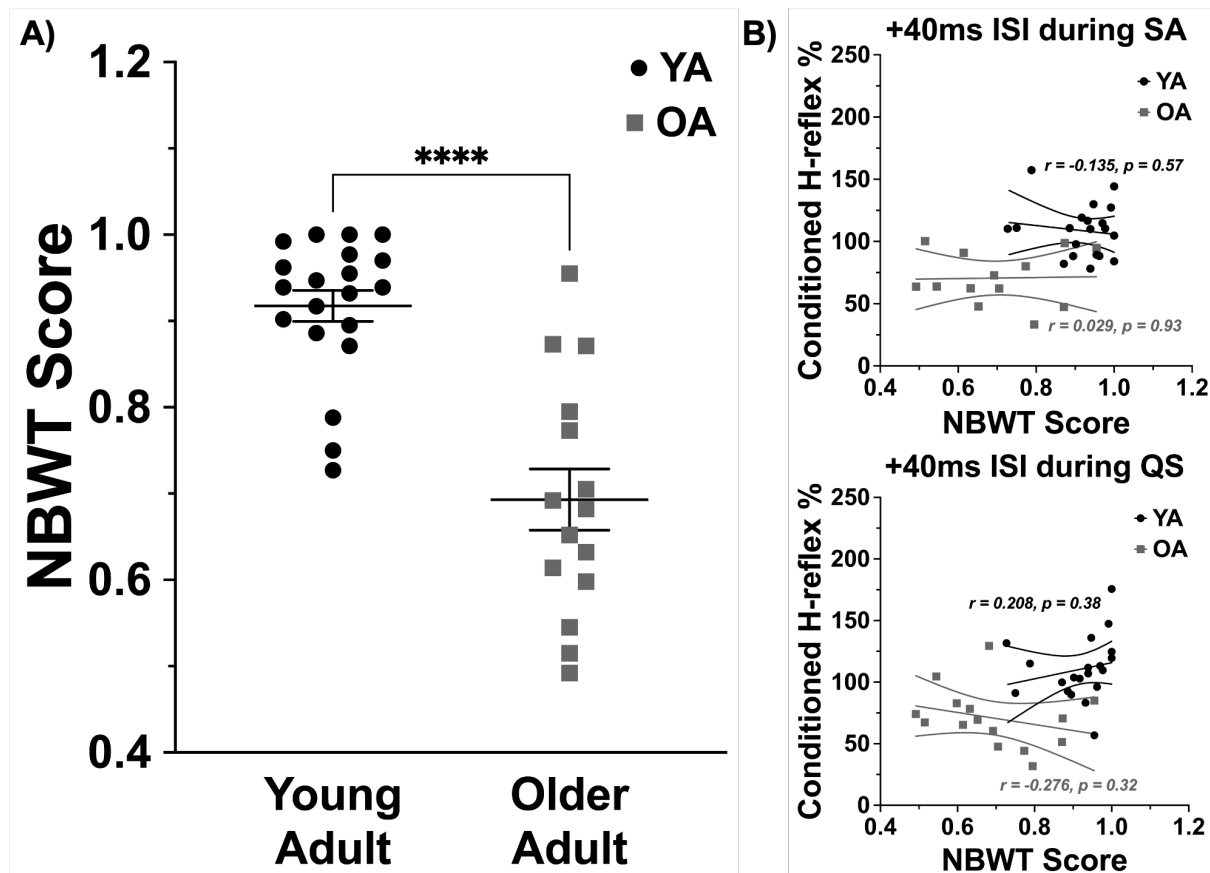 A)
1.2
1.0
0.8
0.6
0.4
NBWT Score
YA
OA
****
Young
Adult
Older
Adult
B)
+40ms ISI during SA
Conditioned H-reflex %
250
200
150
100
50
0
YA
OA
r = -0.135, p = 0.57
r = 0.029, p = 0.93
0.4 0.6 0.8 1.0 1.2
NBWT Score
+40ms ISI during QS
Conditioned H-reflex %
250
200
150
100
50
0
YA
OA
r = 0.208, p = 0.38
r = -0.276, p = 0.32
0.4 0.6 0.8 1.0 1.2
NBWT Score